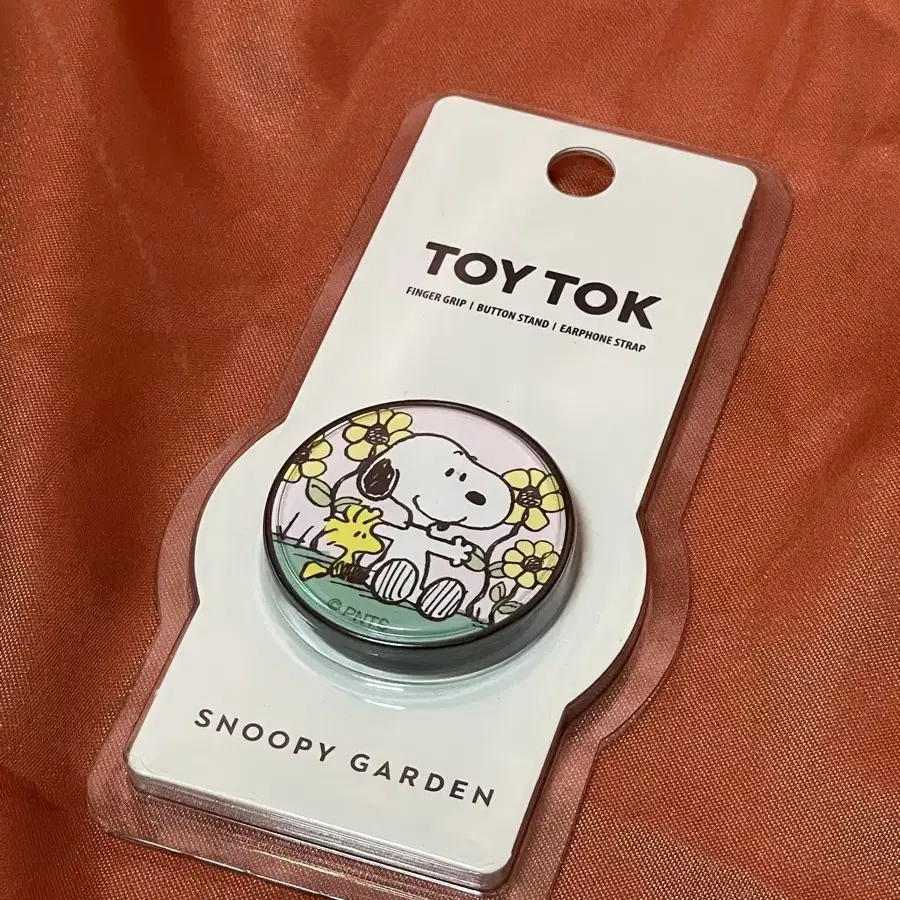 TOY TOK
FINGER GRIP | BUTTON STAND | EARPHONE STRAP
© PNTS
SNOOPY GARDEN